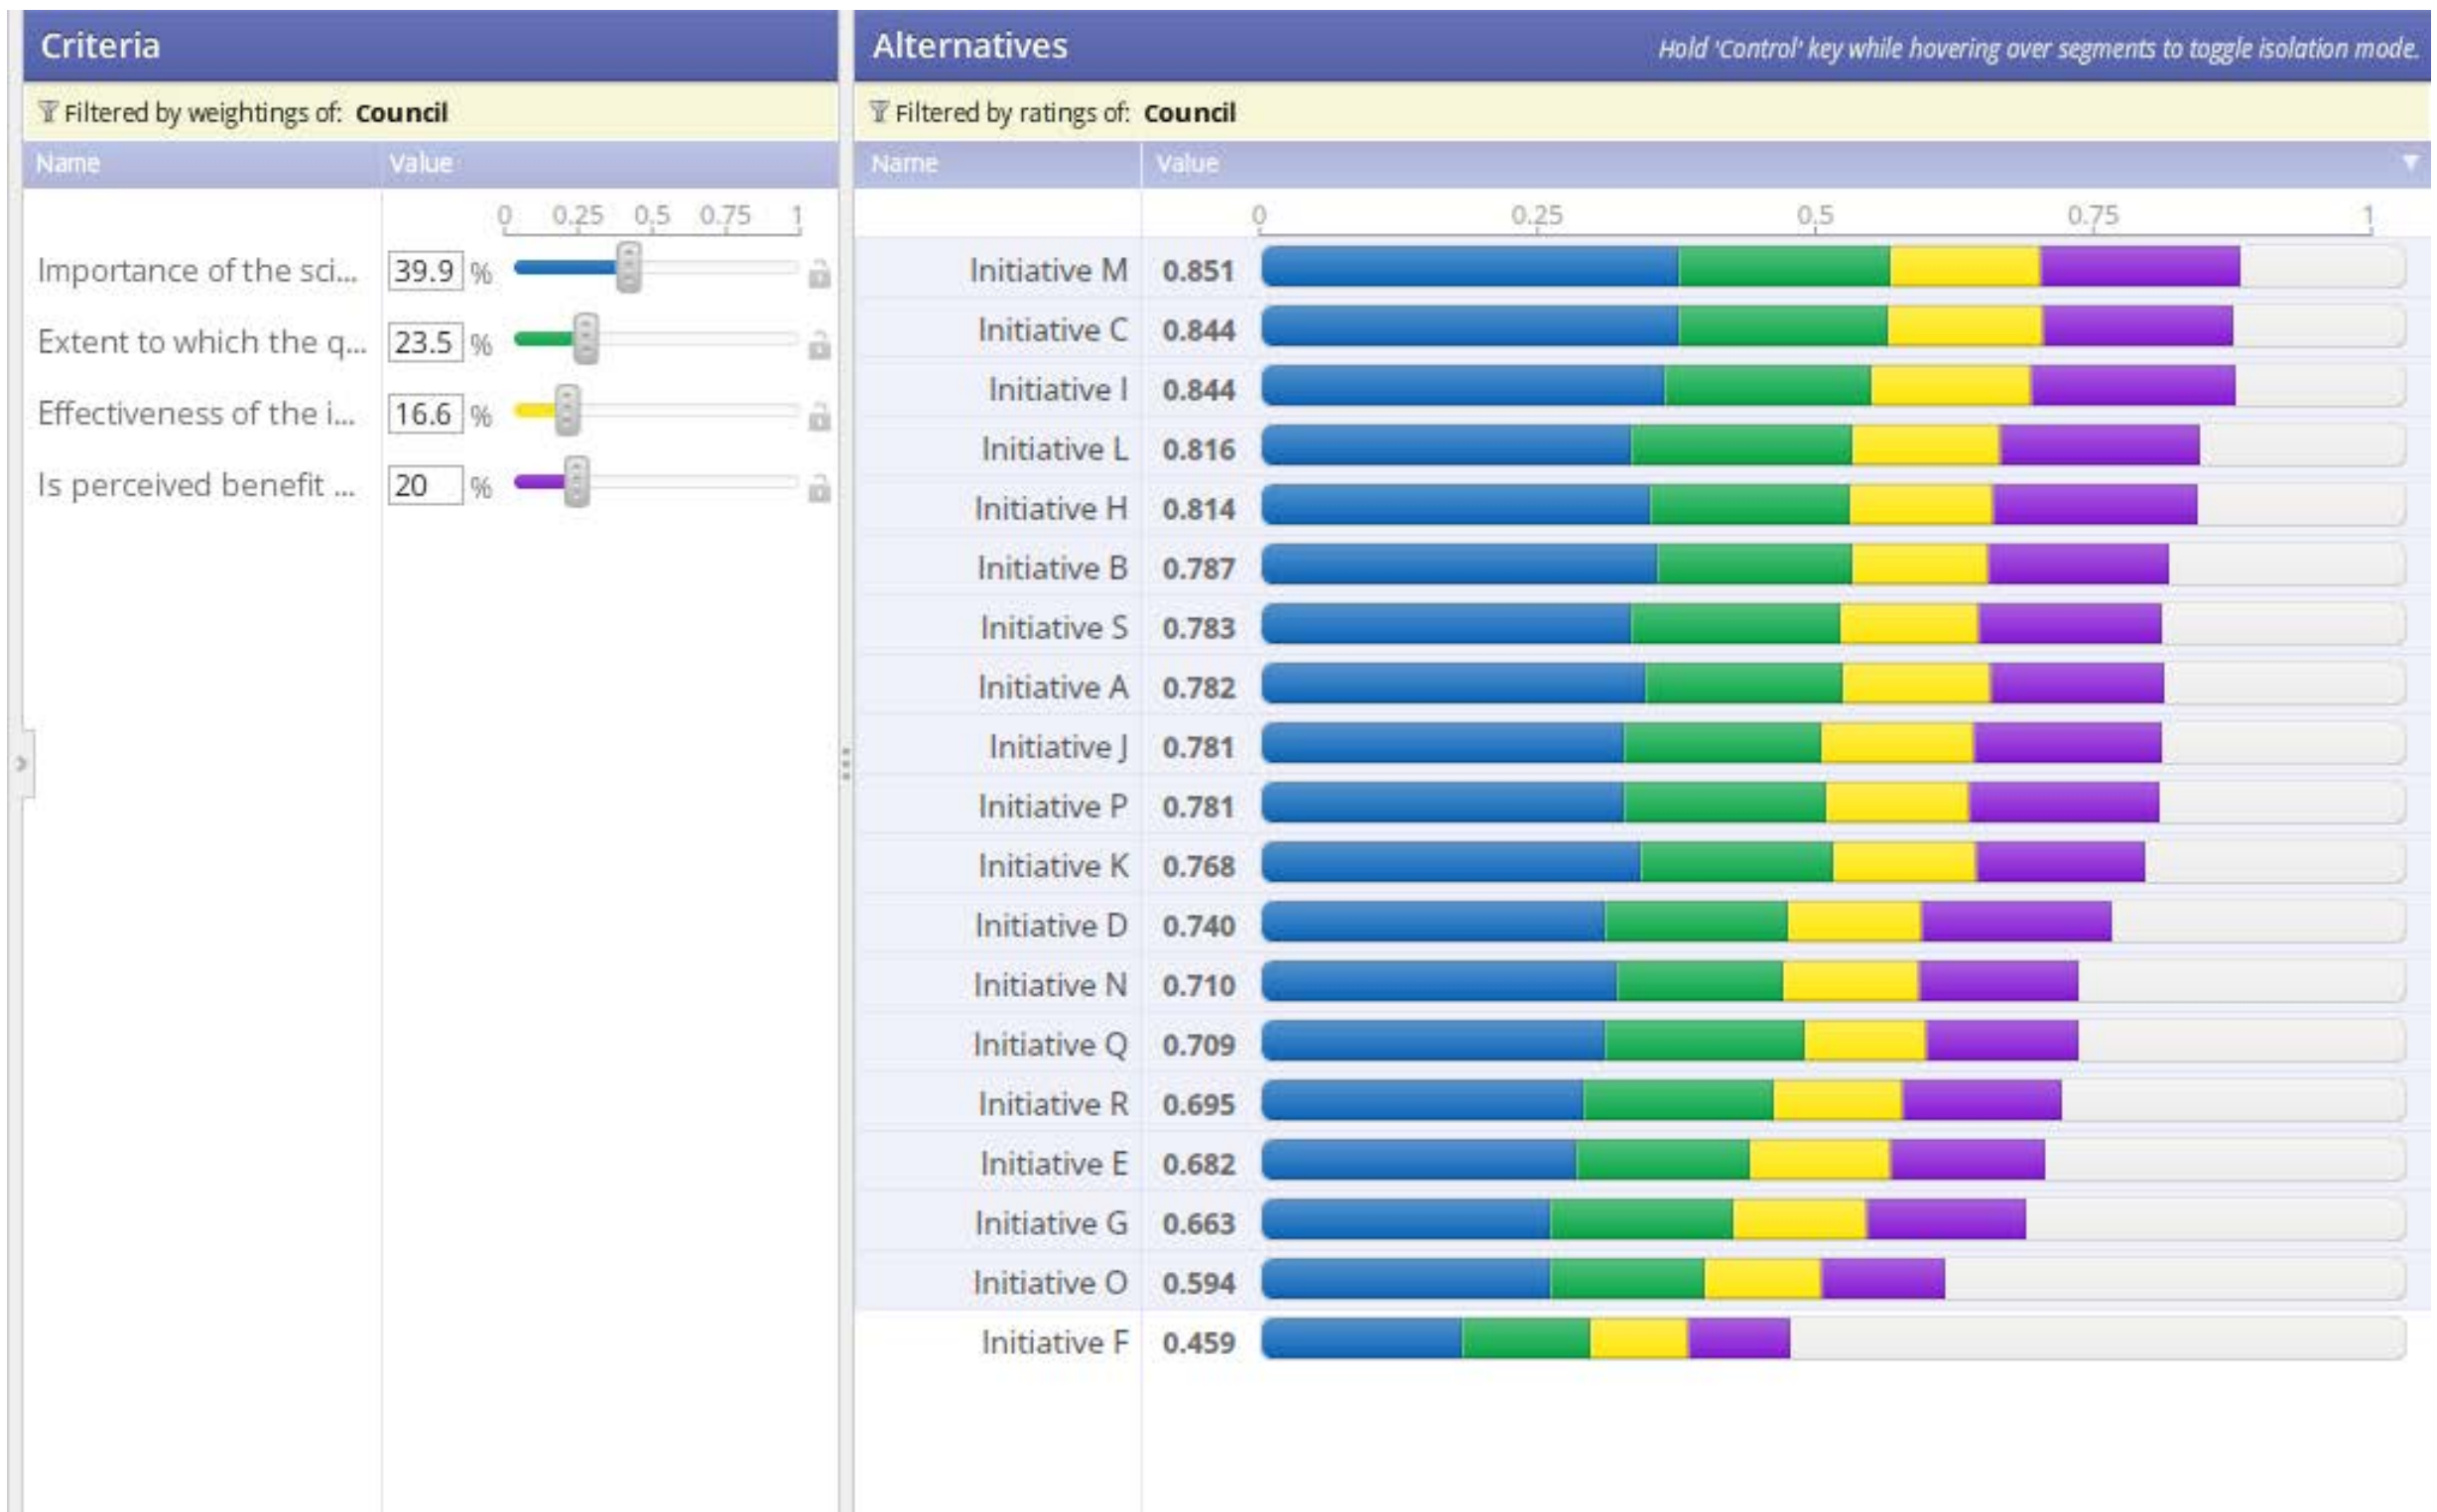 Criteria
Filtered by weightings of: Council
Name Value
0 0.25 0.5 0.75 1
Importance of the sci... 39.9 %
Extent to which the q... 23.5 %
Effectiveness of the i... 16.6 %
Is perceived benefit ... 20 %
Alternatives Hold 'Control' key while hovering over segments to toggle isolation mode.
Filtered by ratings of: Council
Name Value
0 0.25 0.5 0.75 1
Initiative M 0.851
Initiative C 0.844
Initiative I 0.844
Initiative L 0.816
Initiative H 0.814
Initiative B 0.787
Initiative S 0.783
Initiative A 0.782
Initiative J 0.781
Initiative P 0.781
Initiative K 0.768
Initiative D 0.740
Initiative N 0.710
Initiative Q 0.709
Initiative R 0.695
Initiative E 0.682
Initiative G 0.663
Initiative O 0.594
Initiative F 0.459